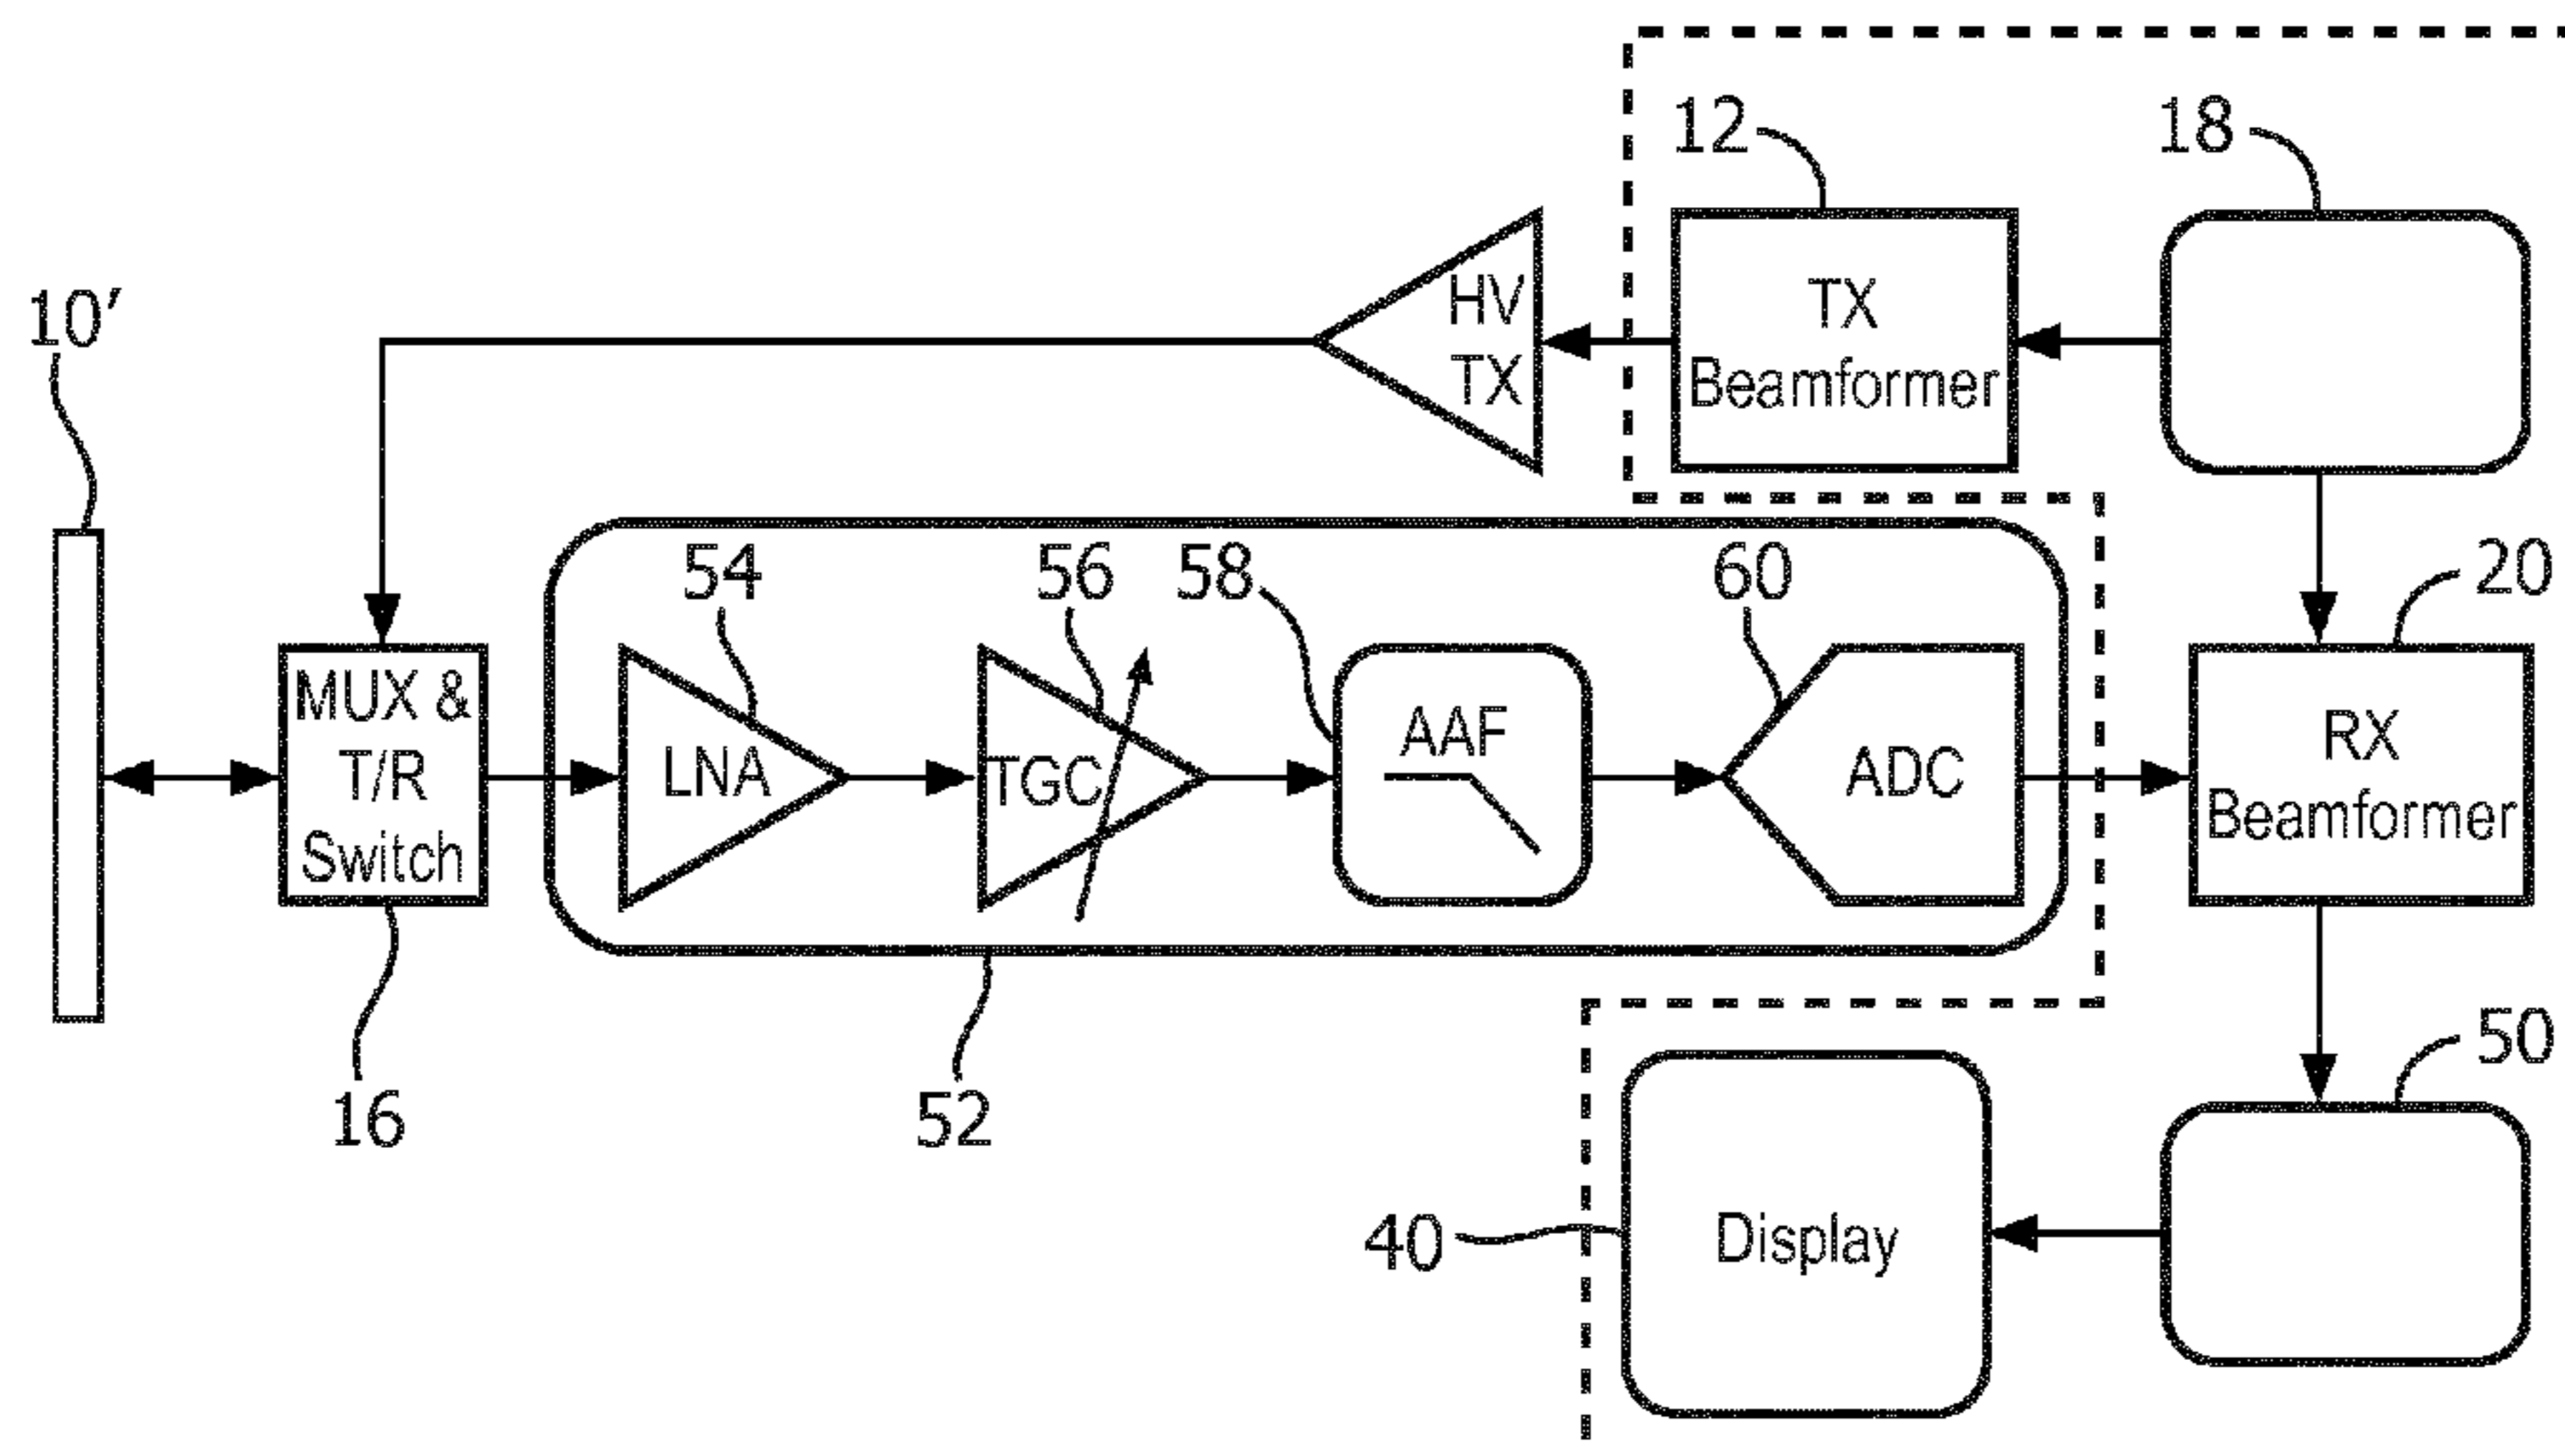 12
18
10'
HV
TX
TX
Beamformer
54
56
58
60
20
MUX &
T/R
Switch
LNA
TGC
AAF
ADC
RX
Beamformer
16
52
50
40
Display